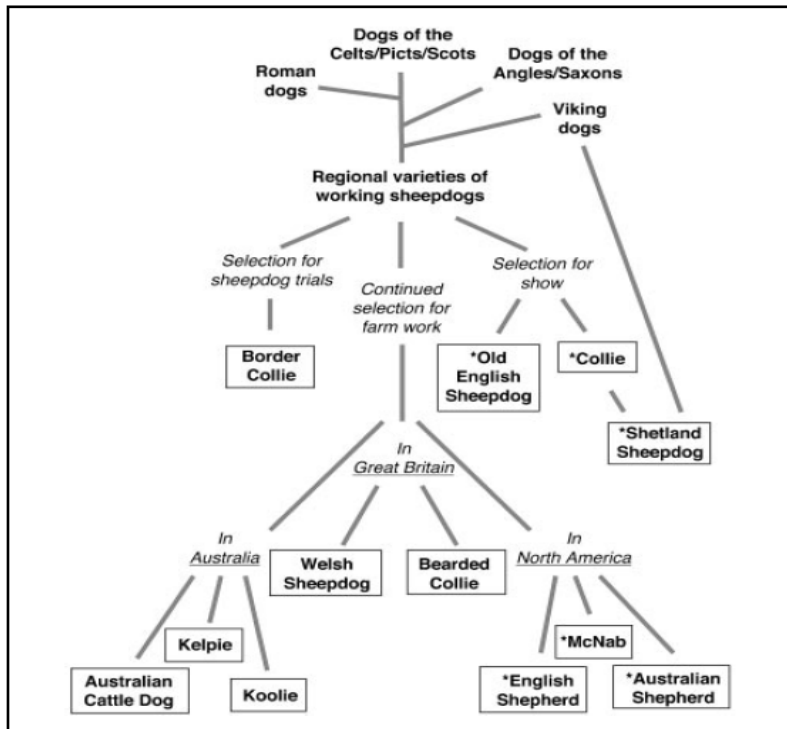 Dogs of the
Celts/Picts/Scots
Roman
dogs
Dogs of the
Angles/Saxons
Viking
dogs
Regional varieties of
working sheepdogs
Selection for
sheepdog trials
Continued
selection for
farm work
Selection for
show
Border
Collie
*Old
English
Sheepdog
*Collie
*Shetland
Sheepdog
In
Great Britain
In
Australia
Welsh
Sheepdog
Bearded
Collie
In
North America
Kelpie
Australian
Cattle Dog
Koolie
*McNab
*English
Shepherd
*Australian
Shepherd